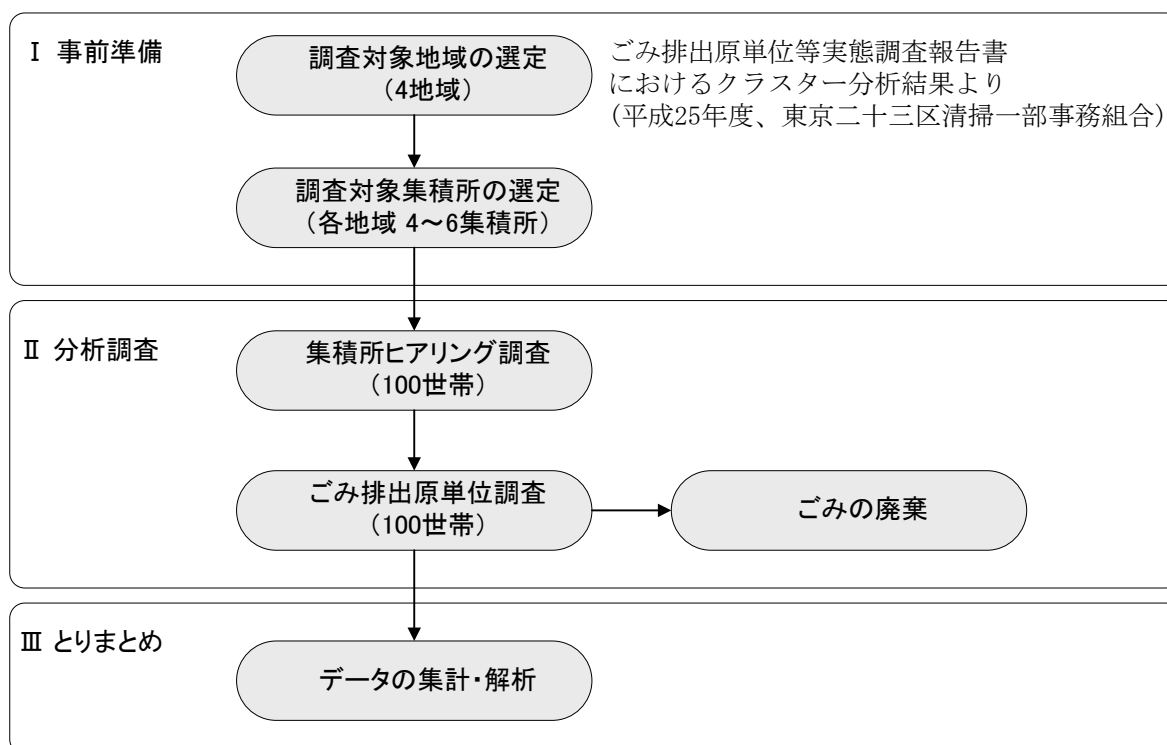 Ⅰ 事前準備
調査対象地域の選定
（4地域）
ごみ排出原単位等実態調査報告書
におけるクラスター分析結果より
（平成25年度、東京二十三区清掃一部事務組合）
調査対象集積所の選定
（各地域 4～6集積所）
Ⅱ 分析調査
集積所ヒアリング調査
（100世帯）
ごみ排出原単位調査
（100世帯）
ごみの廃棄
Ⅲ とりまとめ
データの集計・解析